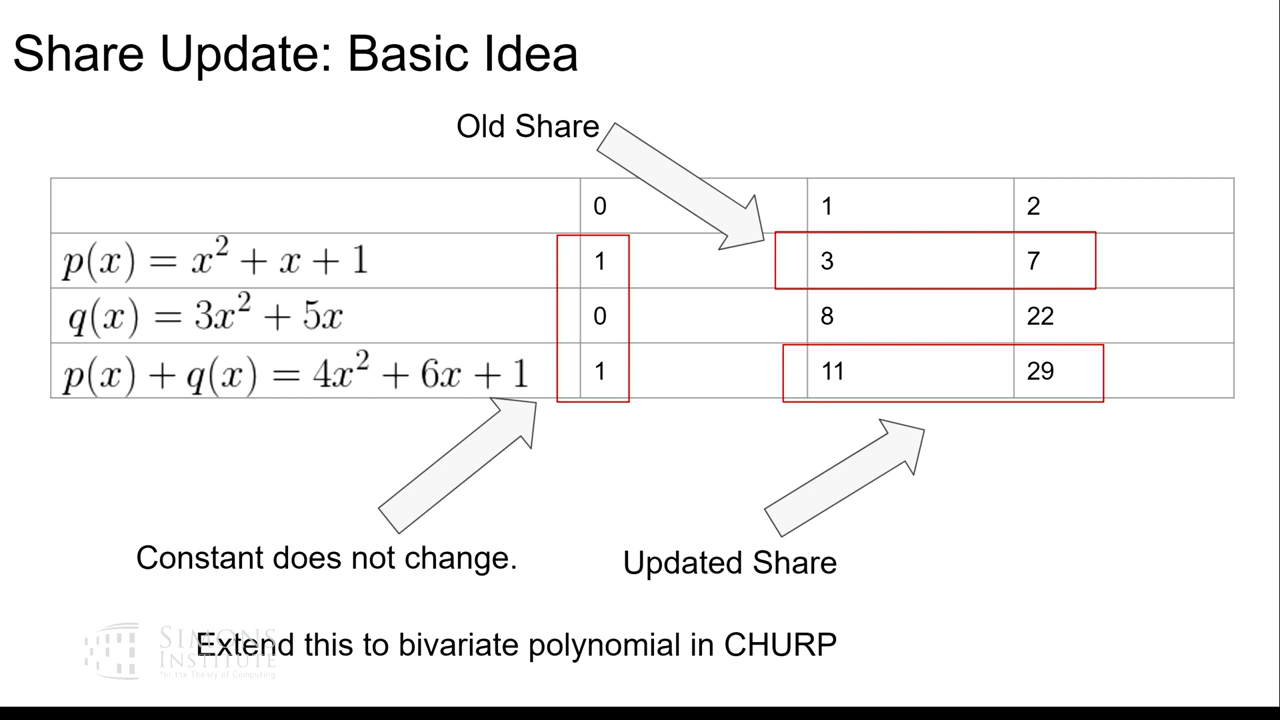 Share Update: Basic Idea
Old Share
0 1 2
p(x) = x² + x + 1 1 3 7
q(x) = 3x² + 5x 0 8 22
p(x) + q(x) = 4x² + 6x + 1 1 11 29
Constant does not change.
Updated Share
Extend this to bivariate polynomial in CHURP
SIMONS
INSTITUTE
for the Theory of Computing